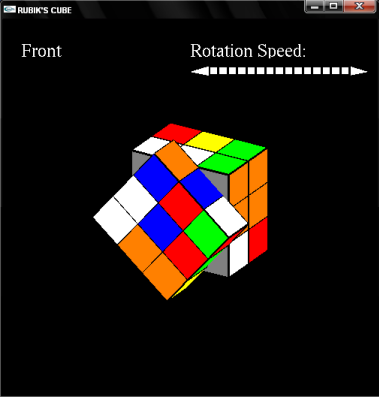 RUBIK'S CUBE
Front
Rotation Speed: